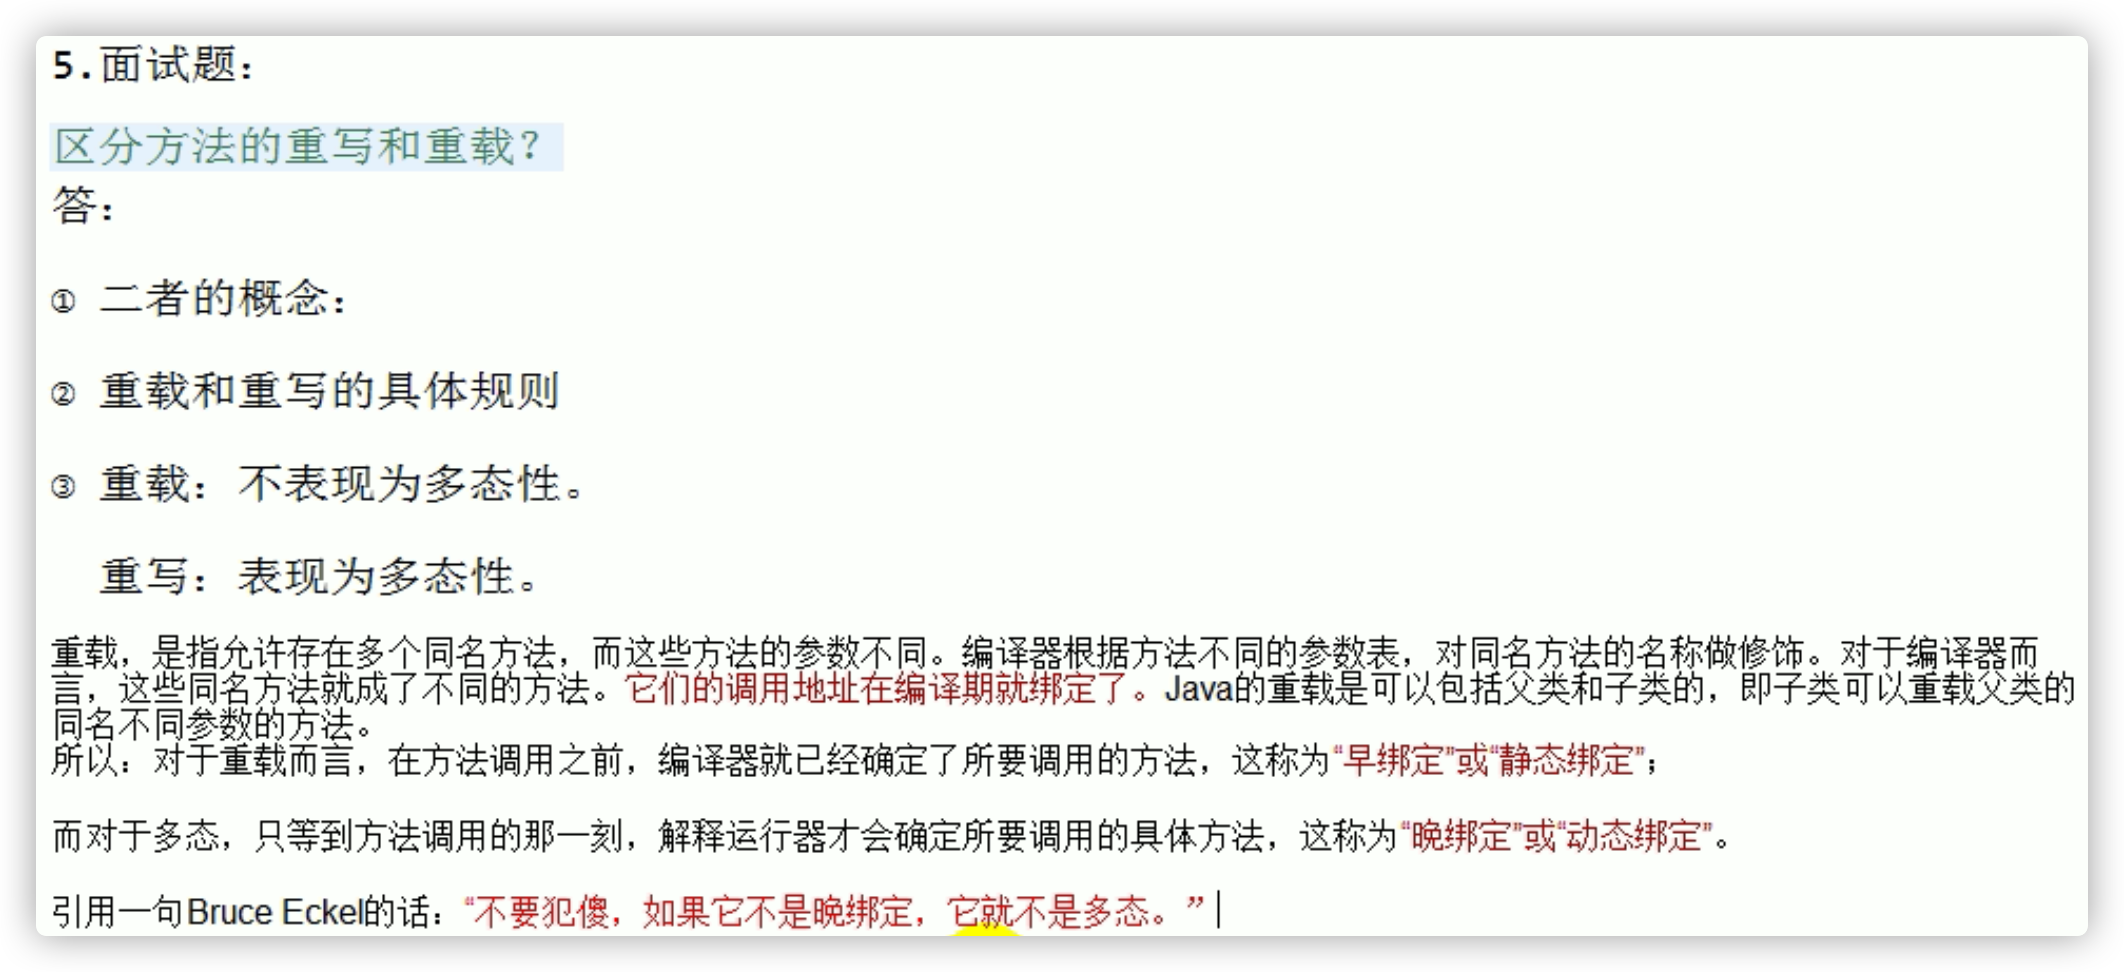 5.面试题：
区分方法的重写和重载？
答：
① 二者的概念：
② 重载和重写的具体规则
③ 重载：不表现为多态性。
重写：表现为多态性。
重载，是指允许存在多个同名方法，而这些方法的参数不同。编译器根据方法不同的参数表，对同名方法的名称做修饰。对于编译器而
言，这些同名方法就成了不同的方法。它们的调用地址在编译期就绑定了。Java的重载是可以包括父类和子类的，即子类可以重载父类的
同名不同参数的方法。
所以：对于重载而言，在方法调用之前，编译器就已经确定了所要调用的方法，这称为“早绑定”或“静态绑定”；
而对于多态，只等到方法调用的那一刻，解释运行器才会确定所要调用的具体方法，这称为“晚绑定”或“动态绑定”。
引用一句Bruce Eckel的话：“不要犯傻，如果它不是晚绑定，它就不是多态。”